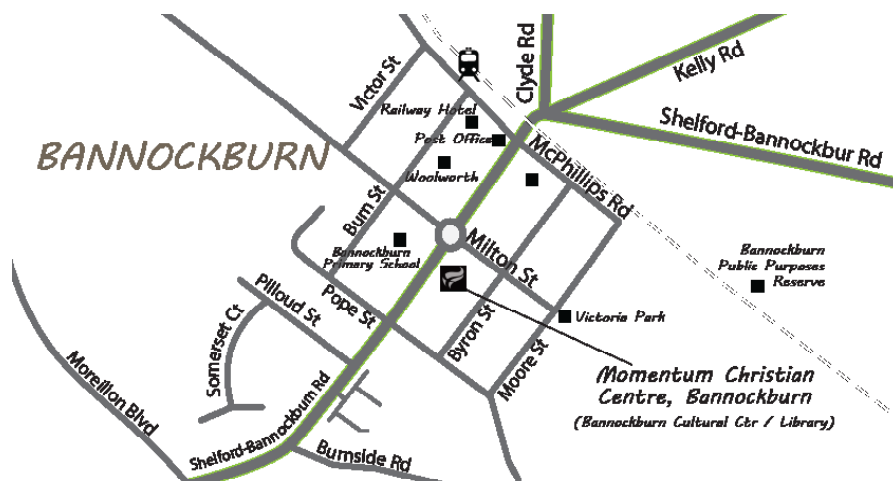 Clyde Rd
Kelly Rd
Victor St
Railway Hotel
Shelford-Bannockbur Rd
Post Office
McPhillips Rd
BANNOCKBURN
Woolworth
Burn St
Milton St
Bannockburn
Primary School
Bannockburn
Public Purposes
Reserve
Pilloud St
Pope St
Victoria Park
Somerset Ct
Byron St
Moore St
Moreillon Blvd
Momentum Christian
Centre, Bannockburn
(Bannockburn Cultural Ctr / Library)
Shelford-Bannockburn Rd
Burnside Rd